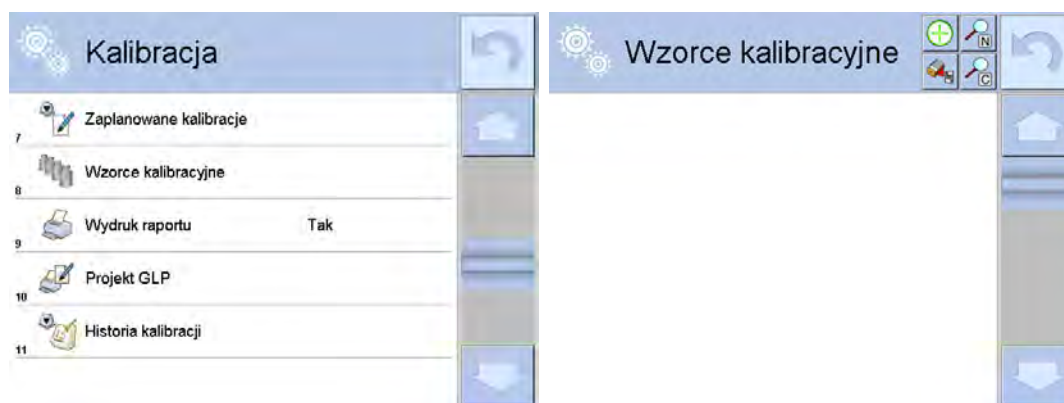 Kalibracja
7 Zaplanowane kalibracje
8 Wzorce kalibracyjne
9 Wydruk raportu Tak
10 Projekt GLP
11 Historia kalibracji
Wzorce kalibracyjne
N
C